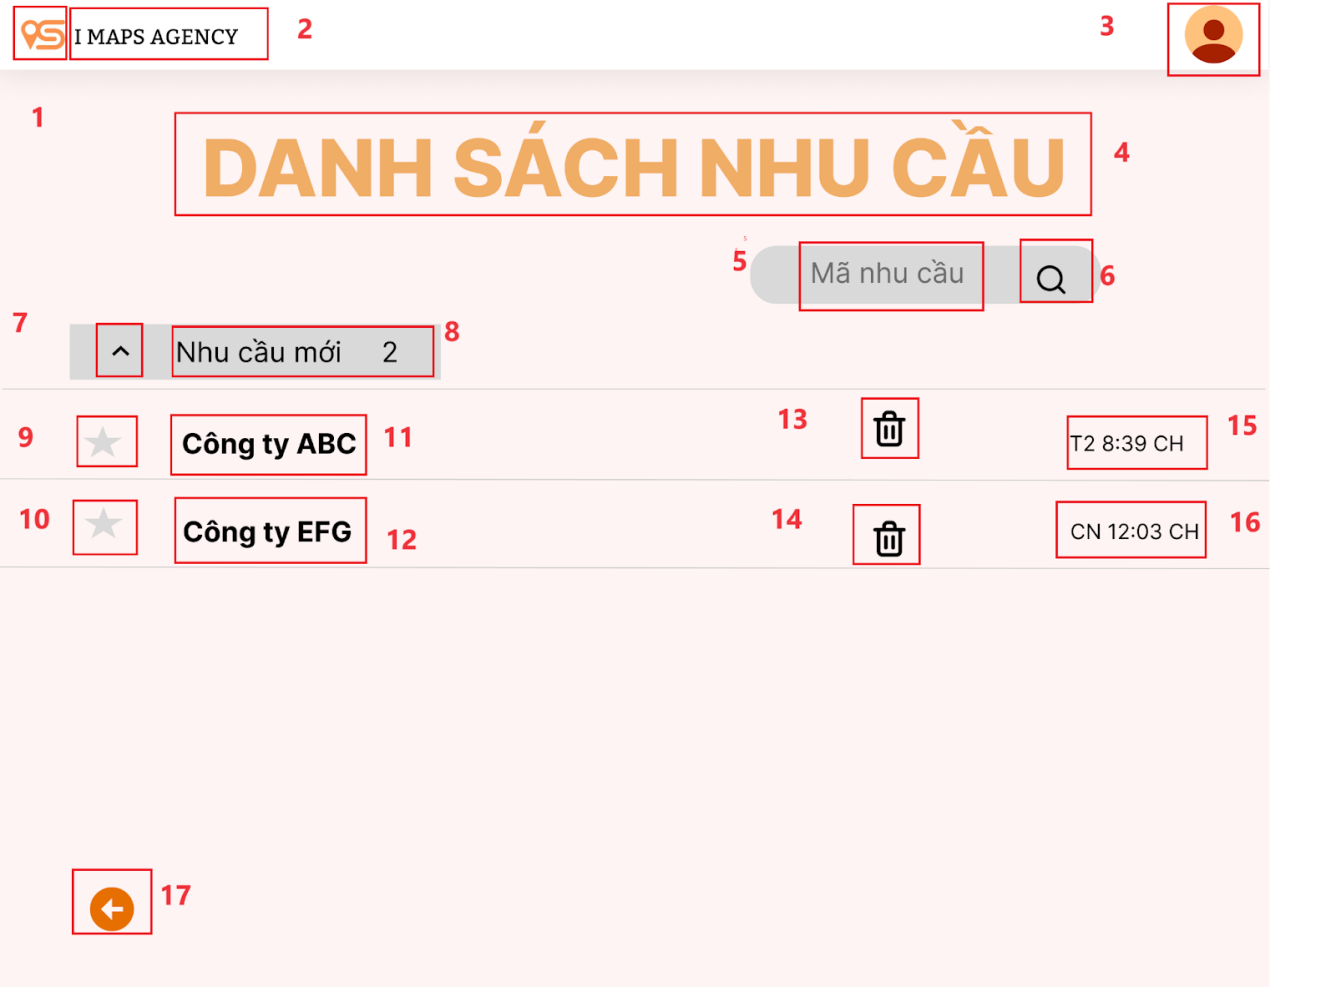 I MAPS AGENCY 2 3
1
DANH SÁCH NHU CẦU 4
5
5 Mã nhu cầu 6
7
Nhu cầu mới 2 8
9 Công ty ABC 11 13 T2 8:39 CH 15
10 Công ty EFG 12 14 CN 12:03 CH 16
17